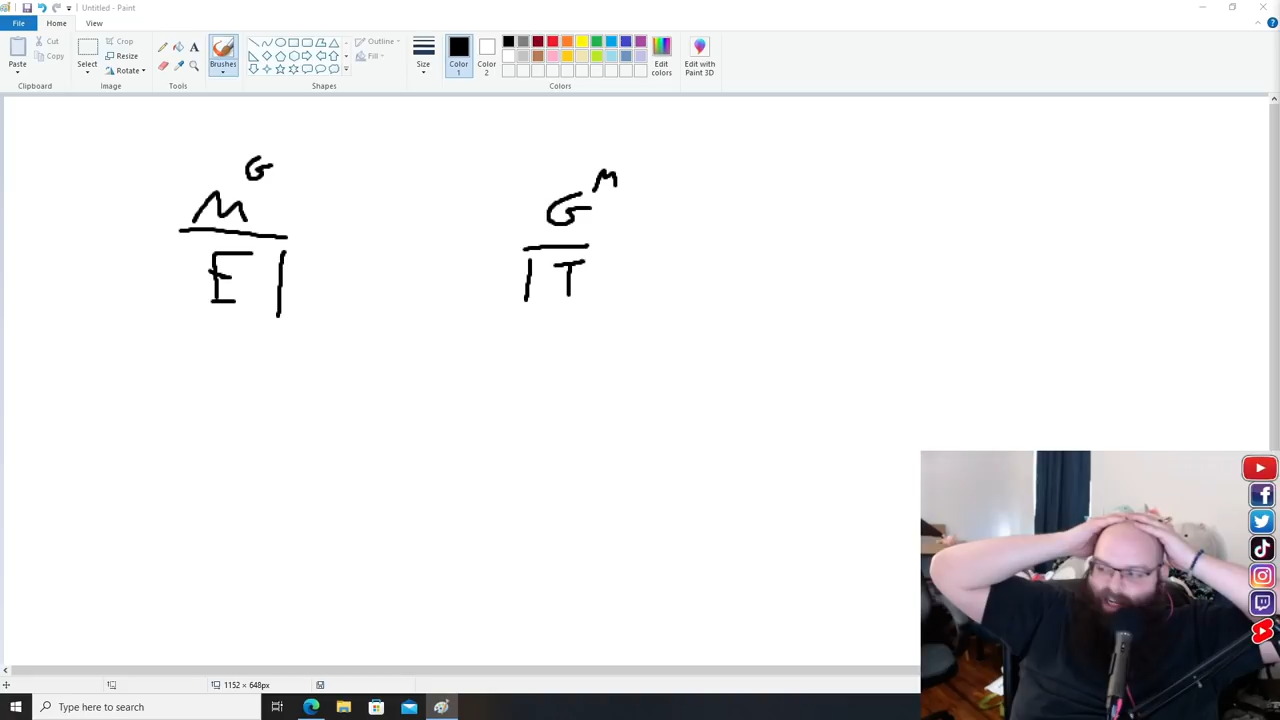 Untitled - Paint
File Home View
Paste
Cut
Copy
Clipboard
Select
Crop
Resize
Rotate
Image
A
Tools
Brushes
Outline
Fill
Shapes
Size
Color 1
Color 2
Edit colors
Edit with Paint 3D
Colors
G
M
E |
M
G
| T
1152 × 648px
Type here to search